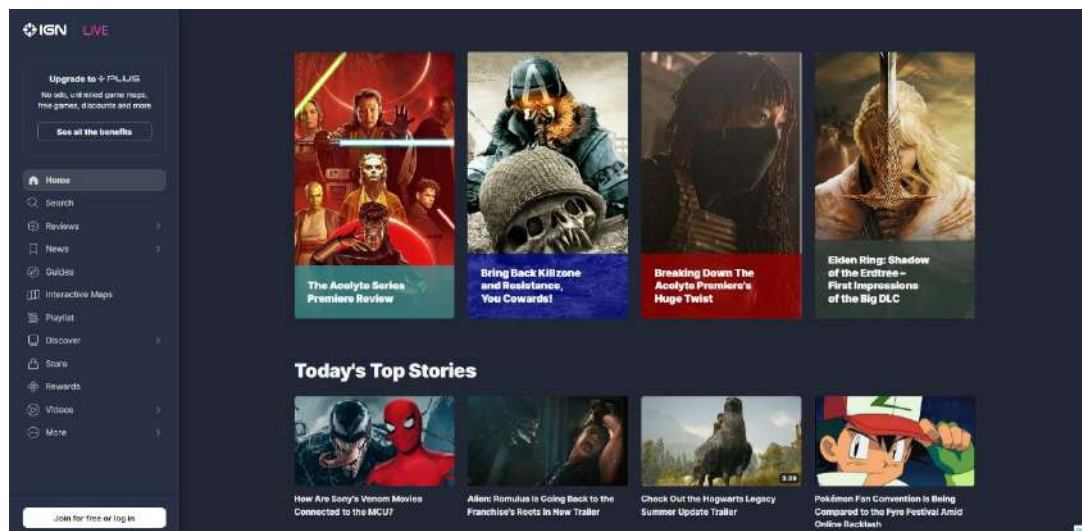 IGN LIVE
Upgrade to PLUS
No ads, unlimited game maps,
free games, discounts and more
See all the benefits
Home
Search
Reviews
News
Guides
Interactive Maps
Playlist
Discover
Store
Rewards
Videos
More
Join for free or log in
The Acolyte Series
Premiere Review
Bring Back Killzone
and Resistance,
You Cowards!
Breaking Down The
Acolyte Premiere's
Huge Twist
Elden Ring: Shadow
of the Erdtree –
First Impressions
of the Big DLC
Today's Top Stories
3:39
How Are Sony's Venom Movies
Connected to the MCU?
Alien: Romulus Is Going Back to the
Franchise's Roots In New Trailer
Check Out the Hogwarts Legacy
Summer Update Trailer
Pokémon Fan Convention Is Being
Compared to the Fyre Festival Amid
Online Backlash